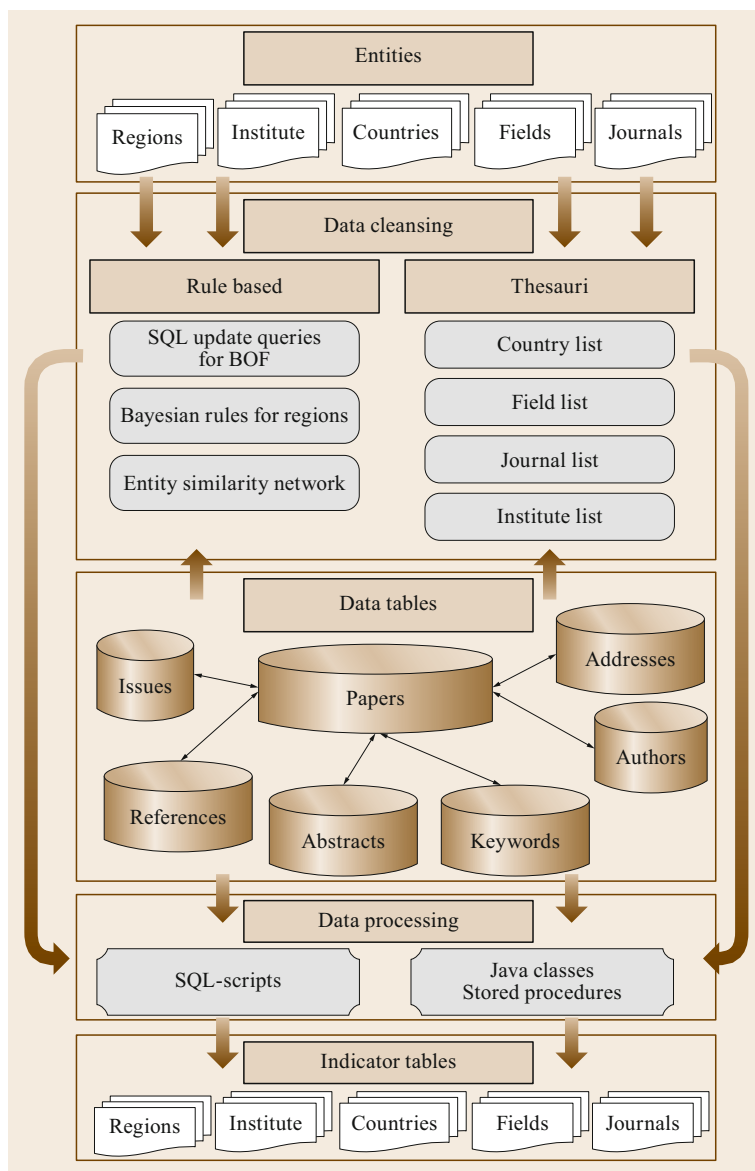 Entities
Regions
Institute
Countries
Fields
Journals
Data cleansing
Rule based
SQL update queries
for BOF
Bayesian rules for regions
Entity similarity network
Thesauri
Country list
Field list
Journal list
Institute list
Data tables
Issues
Papers
Addresses
Authors
References
Abstracts
Keywords
Data processing
SQL-scripts
Java classes
Stored procedures
Indicator tables
Regions
Institute
Countries
Fields
Journals